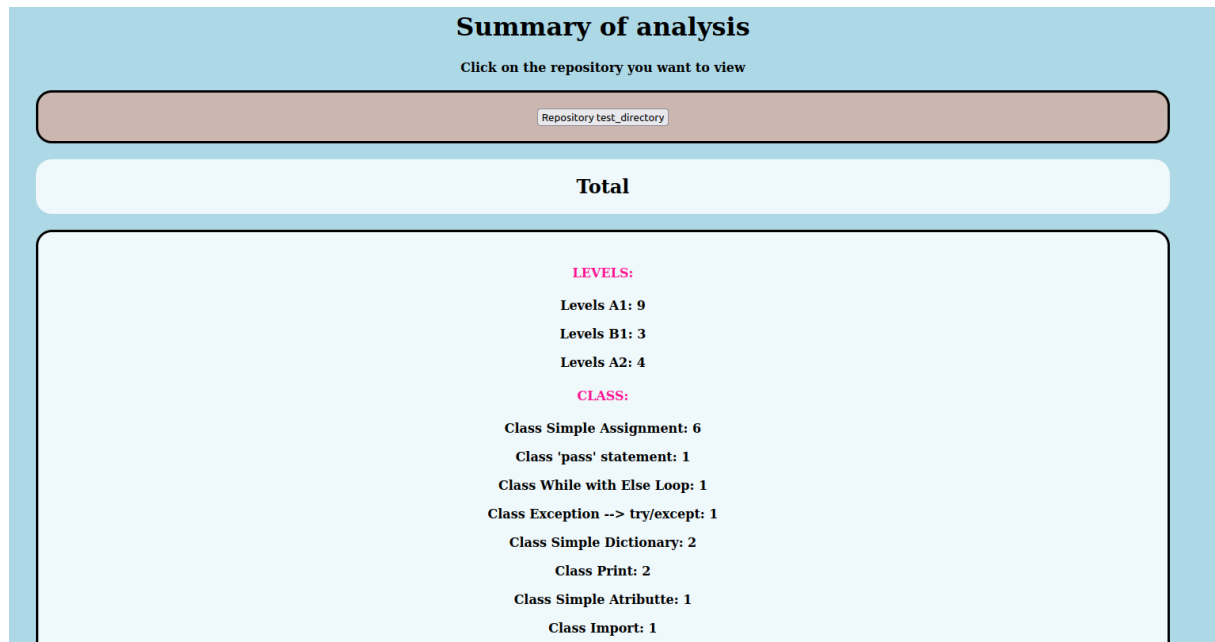 Summary of analysis
Click on the repository you want to view
Repository test_directory
Total
LEVELS:
Levels A1: 9
Levels B1: 3
Levels A2: 4
CLASS:
Class Simple Assignment: 6
Class 'pass' statement: 1
Class While with Else Loop: 1
Class Exception --> try/except: 1
Class Simple Dictionary: 2
Class Print: 2
Class Simple Atributte: 1
Class Import: 1